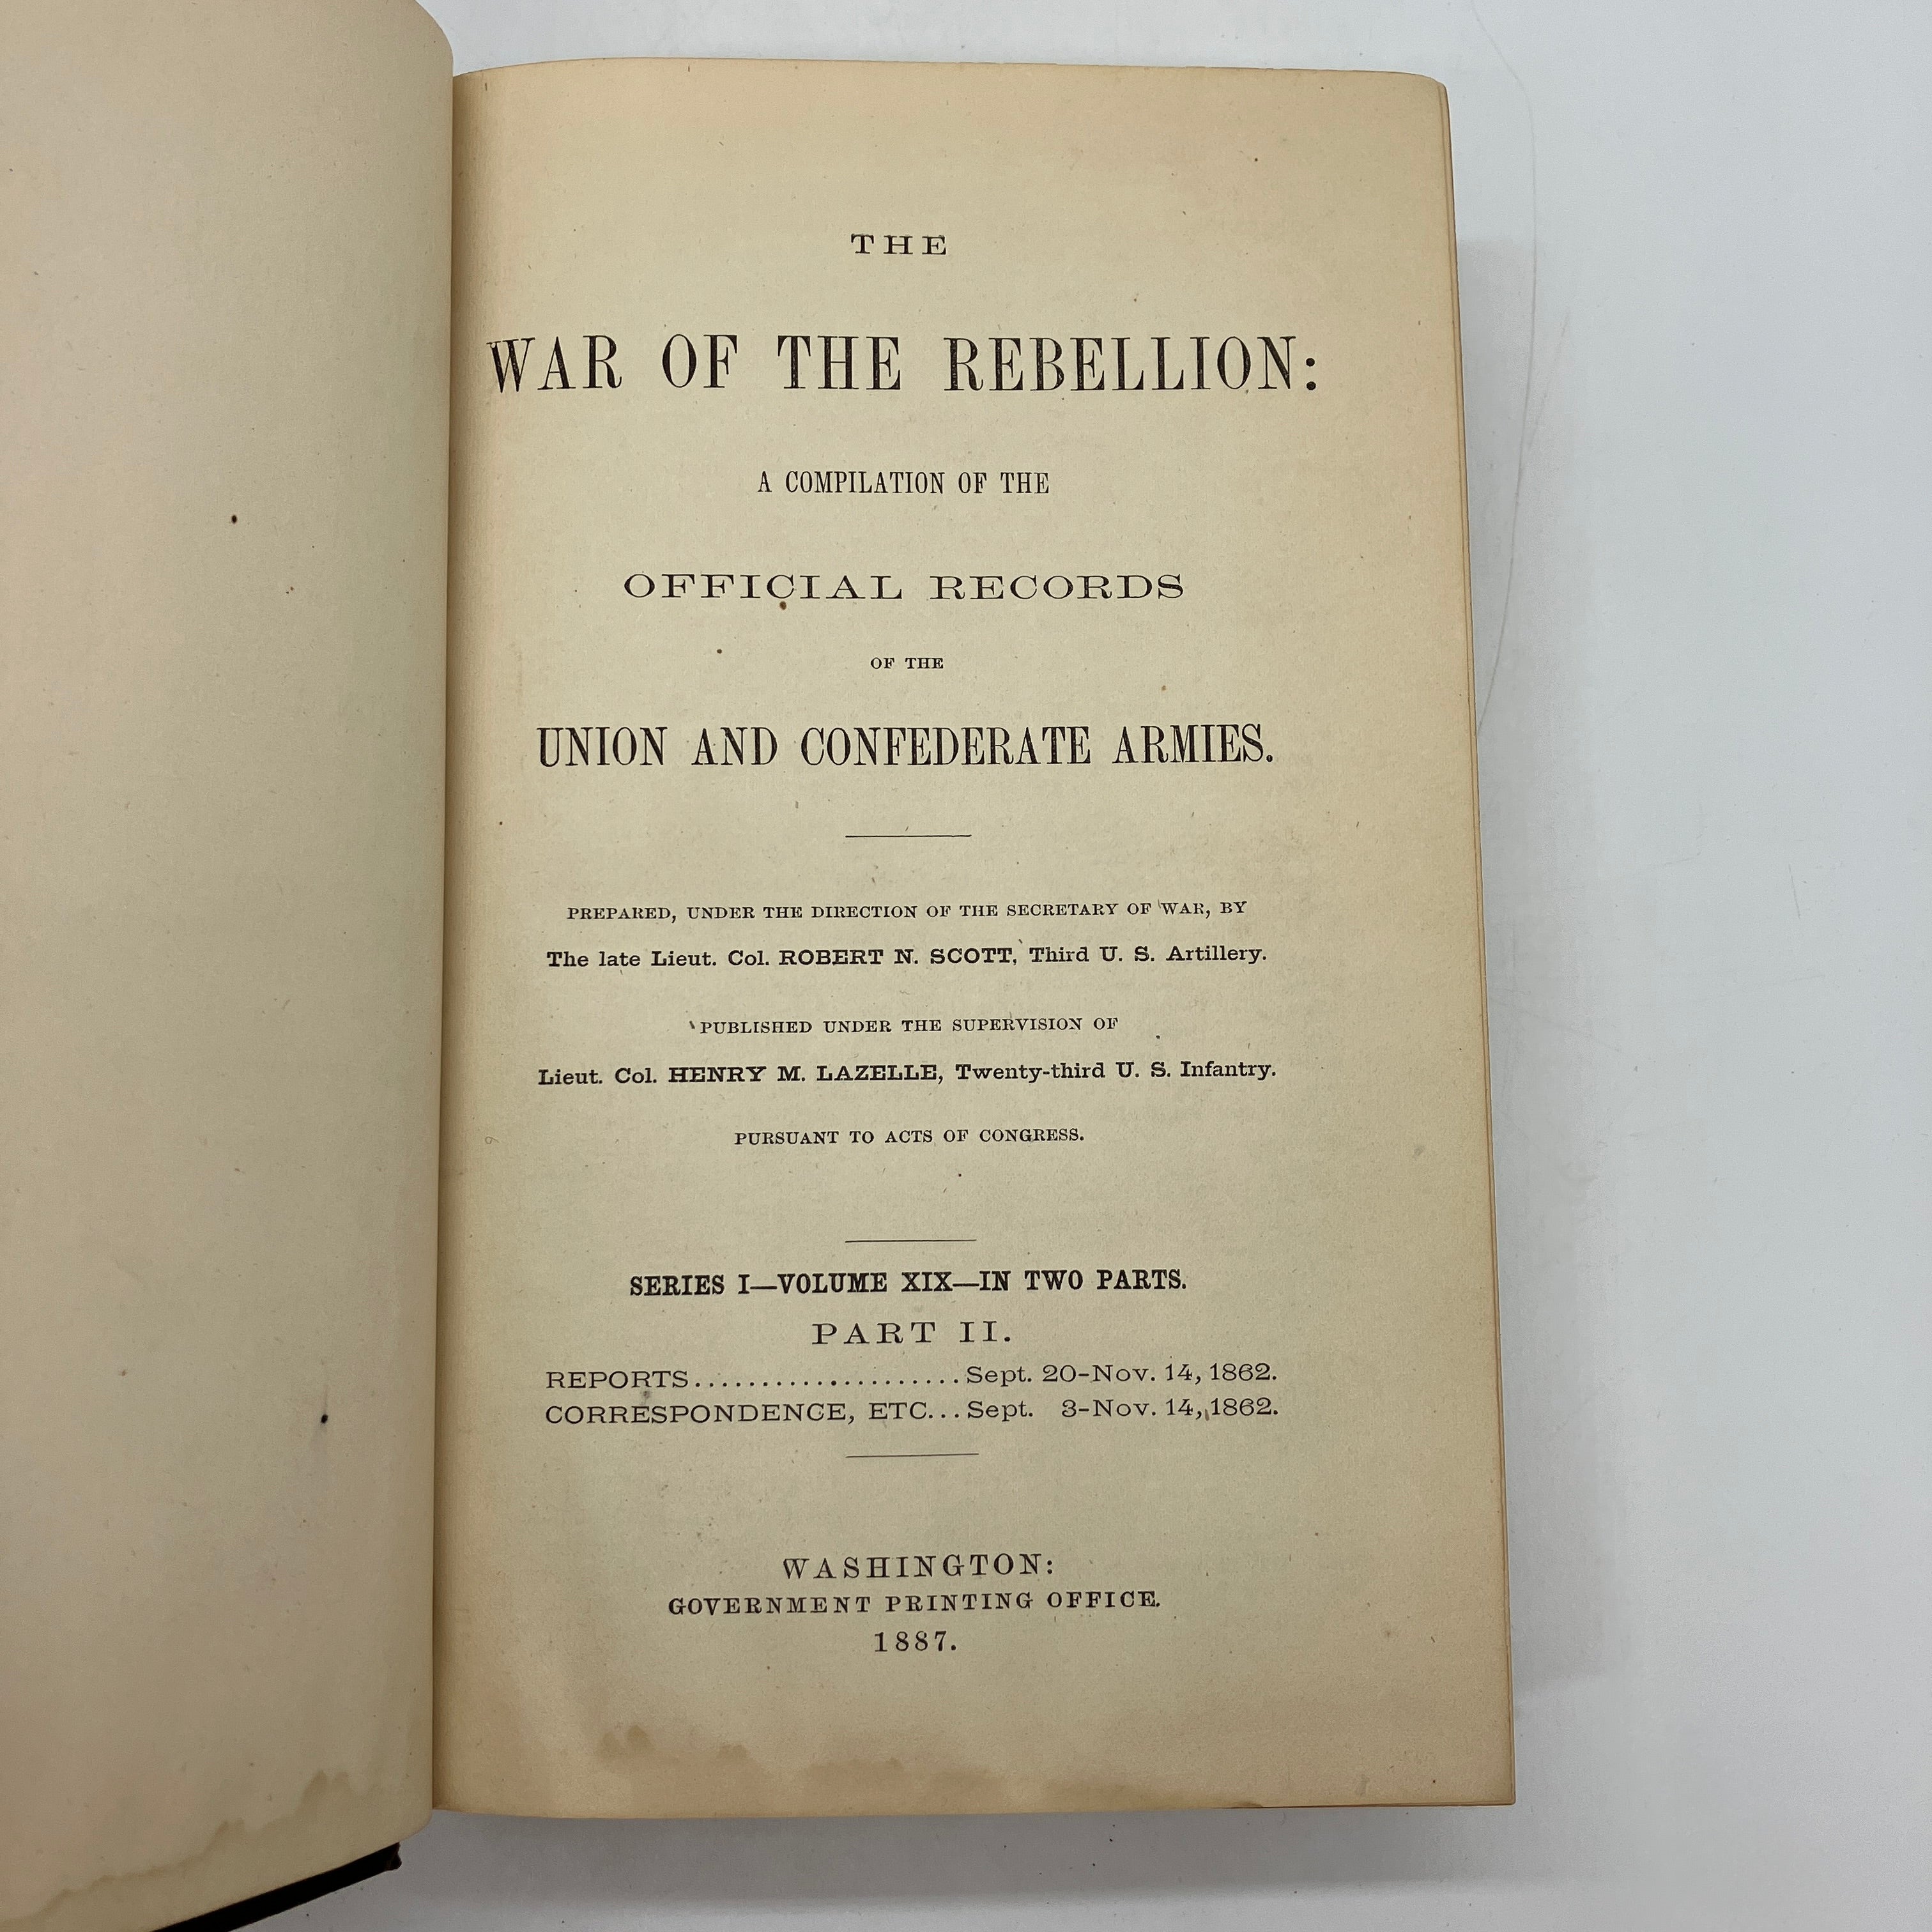 THE
WAR OF THE REBELLION:
A COMPILATION OF THE
OFFICIAL RECORDS
OF THE
UNION AND CONFEDERATE ARMIES.
PREPARED, UNDER THE DIRECTION OF THE SECRETARY OF WAR, BY
The late Lieut. Col. ROBERT N. SCOTT, Third U. S. Artillery.
PUBLISHED UNDER THE SUPERVISION OF
Lieut. Col. HENRY M. LAZELLE, Twenty-third U. S. Infantry.
PURSUANT TO ACTS OF CONGRESS.
SERIES I—VOLUME XIX—IN TWO PARTS.
PART II.
REPORTS....................Sept. 20-Nov. 14, 1862.
CORRESPONDENCE, ETC...Sept. 3-Nov. 14, 1862.
WASHINGTON:
GOVERNMENT PRINTING OFFICE.
1887.